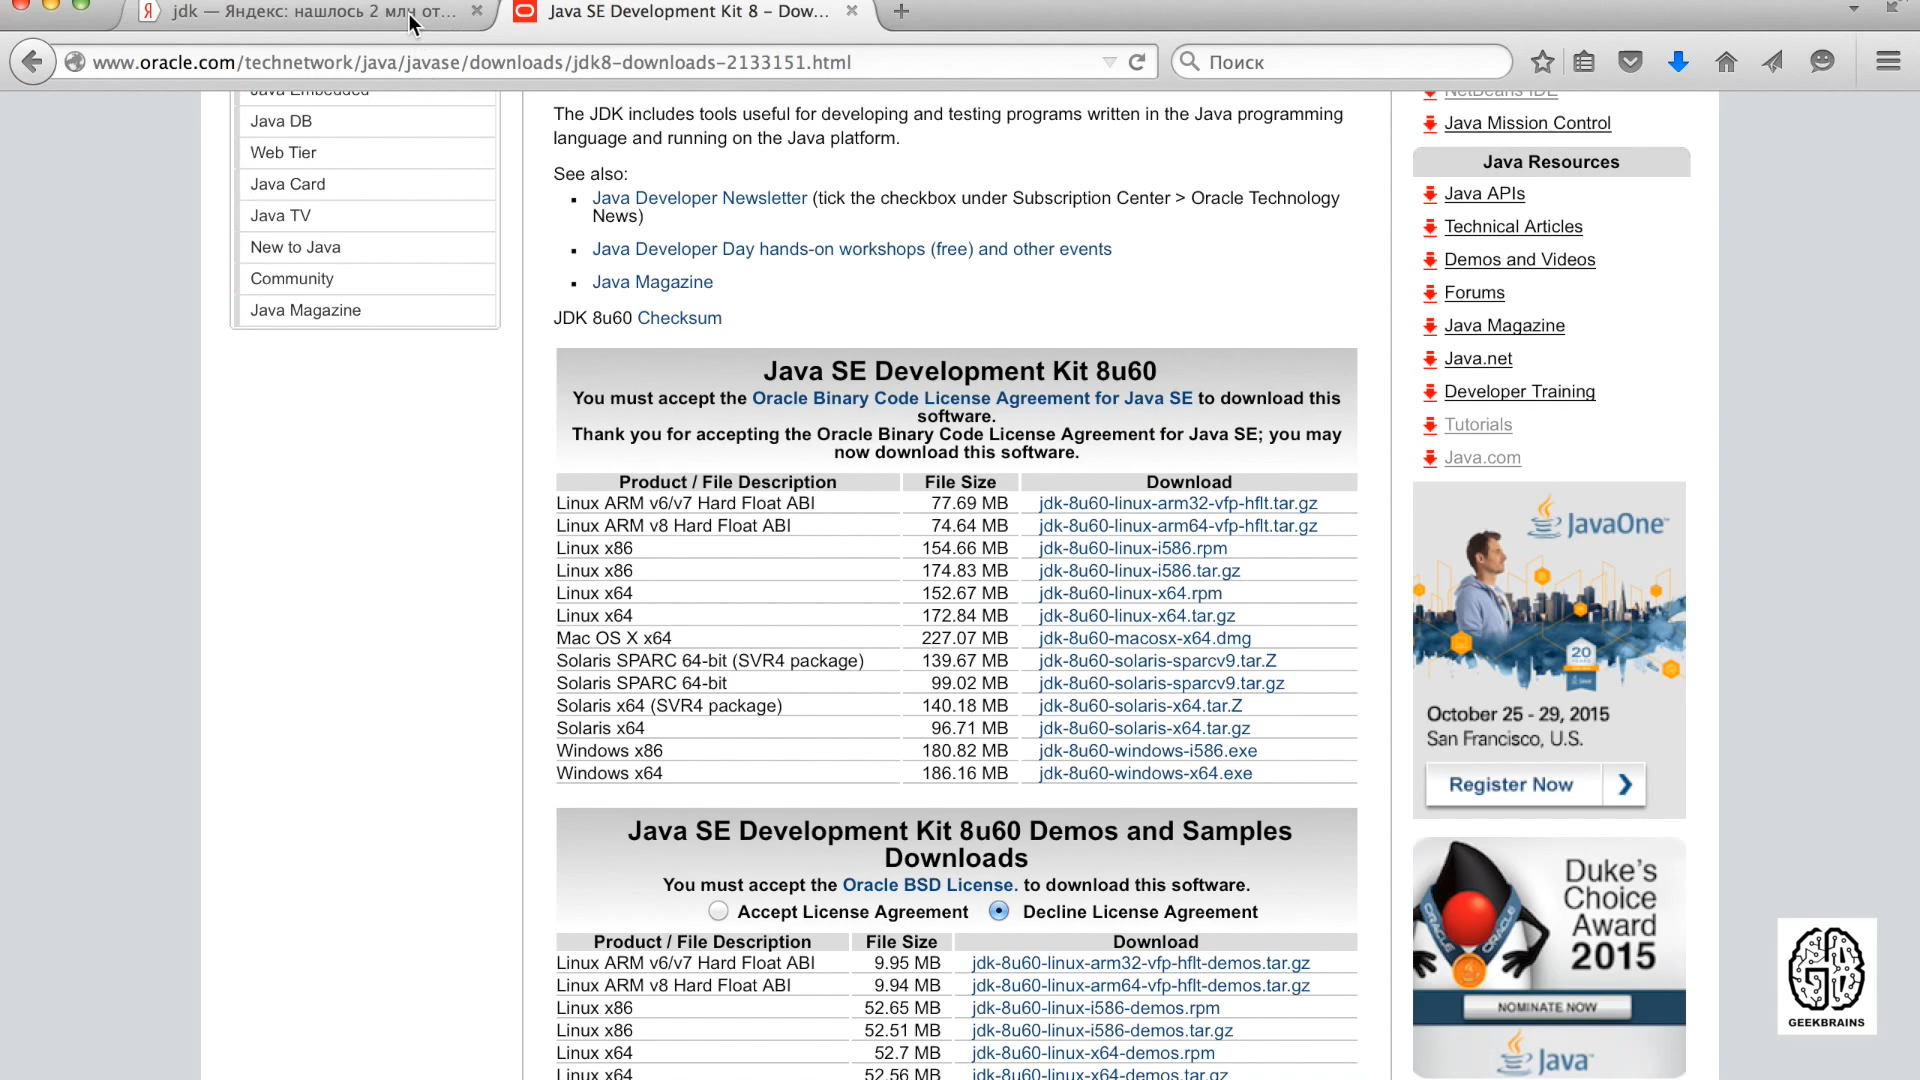 jdk — Яндекс: нашлось 2 млн от...
Java SE Development Kit 8 – Dow...
www.oracle.com/technetwork/java/javase/downloads/jdk8-downloads-2133151.html
Поиск
Java Embedded
Java DB
Web Tier
Java Card
Java TV
New to Java
Community
Java Magazine
The JDK includes tools useful for developing and testing programs written in the Java programming
language and running on the Java platform.
See also:
Java Developer Newsletter (tick the checkbox under Subscription Center > Oracle Technology
News)
Java Developer Day hands-on workshops (free) and other events
Java Magazine
JDK 8u60 Checksum
Java SE Development Kit 8u60
You must accept the Oracle Binary Code License Agreement for Java SE to download this
software.
Thank you for accepting the Oracle Binary Code License Agreement for Java SE; you may
now download this software.
Product / File Description File Size Download
Linux ARM v6/v7 Hard Float ABI 77.69 MB jdk-8u60-linux-arm32-vfp-hflt.tar.gz
Linux ARM v8 Hard Float ABI 74.64 MB jdk-8u60-linux-arm64-vfp-hflt.tar.gz
Linux x86 154.66 MB jdk-8u60-linux-i586.rpm
Linux x86 174.83 MB jdk-8u60-linux-i586.tar.gz
Linux x64 152.67 MB jdk-8u60-linux-x64.rpm
Linux x64 172.84 MB jdk-8u60-linux-x64.tar.gz
Mac OS X x64 227.07 MB jdk-8u60-macosx-x64.dmg
Solaris SPARC 64-bit (SVR4 package) 139.67 MB jdk-8u60-solaris-sparcv9.tar.Z
Solaris SPARC 64-bit 99.02 MB jdk-8u60-solaris-sparcv9.tar.gz
Solaris x64 (SVR4 package) 140.18 MB jdk-8u60-solaris-x64.tar.Z
Solaris x64 96.71 MB jdk-8u60-solaris-x64.tar.gz
Windows x86 180.82 MB jdk-8u60-windows-i586.exe
Windows x64 186.16 MB jdk-8u60-windows-x64.exe
Java SE Development Kit 8u60 Demos and Samples
Downloads
You must accept the Oracle BSD License. to download this software.
Accept License Agreement Decline License Agreement
Product / File Description File Size Download
Linux ARM v6/v7 Hard Float ABI 9.95 MB jdk-8u60-linux-arm32-vfp-hflt-demos.tar.gz
Linux ARM v8 Hard Float ABI 9.94 MB jdk-8u60-linux-arm64-vfp-hflt-demos.tar.gz
Linux x86 52.65 MB jdk-8u60-linux-i586-demos.rpm
Linux x86 52.51 MB jdk-8u60-linux-i586-demos.tar.gz
Linux x64 52.7 MB jdk-8u60-linux-x64-demos.rpm
Linux x64 52.56 MB jdk-8u60-linux-x64-demos.tar.gz
NetBeans IDE
Java Mission Control
Java Resources
Java APIs
Technical Articles
Demos and Videos
Forums
Java Magazine
Java.net
Developer Training
Tutorials
Java.com
JavaOne
20
October 25 - 29, 2015
San Francisco, U.S.
Register Now
Duke's
Choice
Award
2015
ORACLE
NOMINATE NOW
Java
GEEKBRAINS